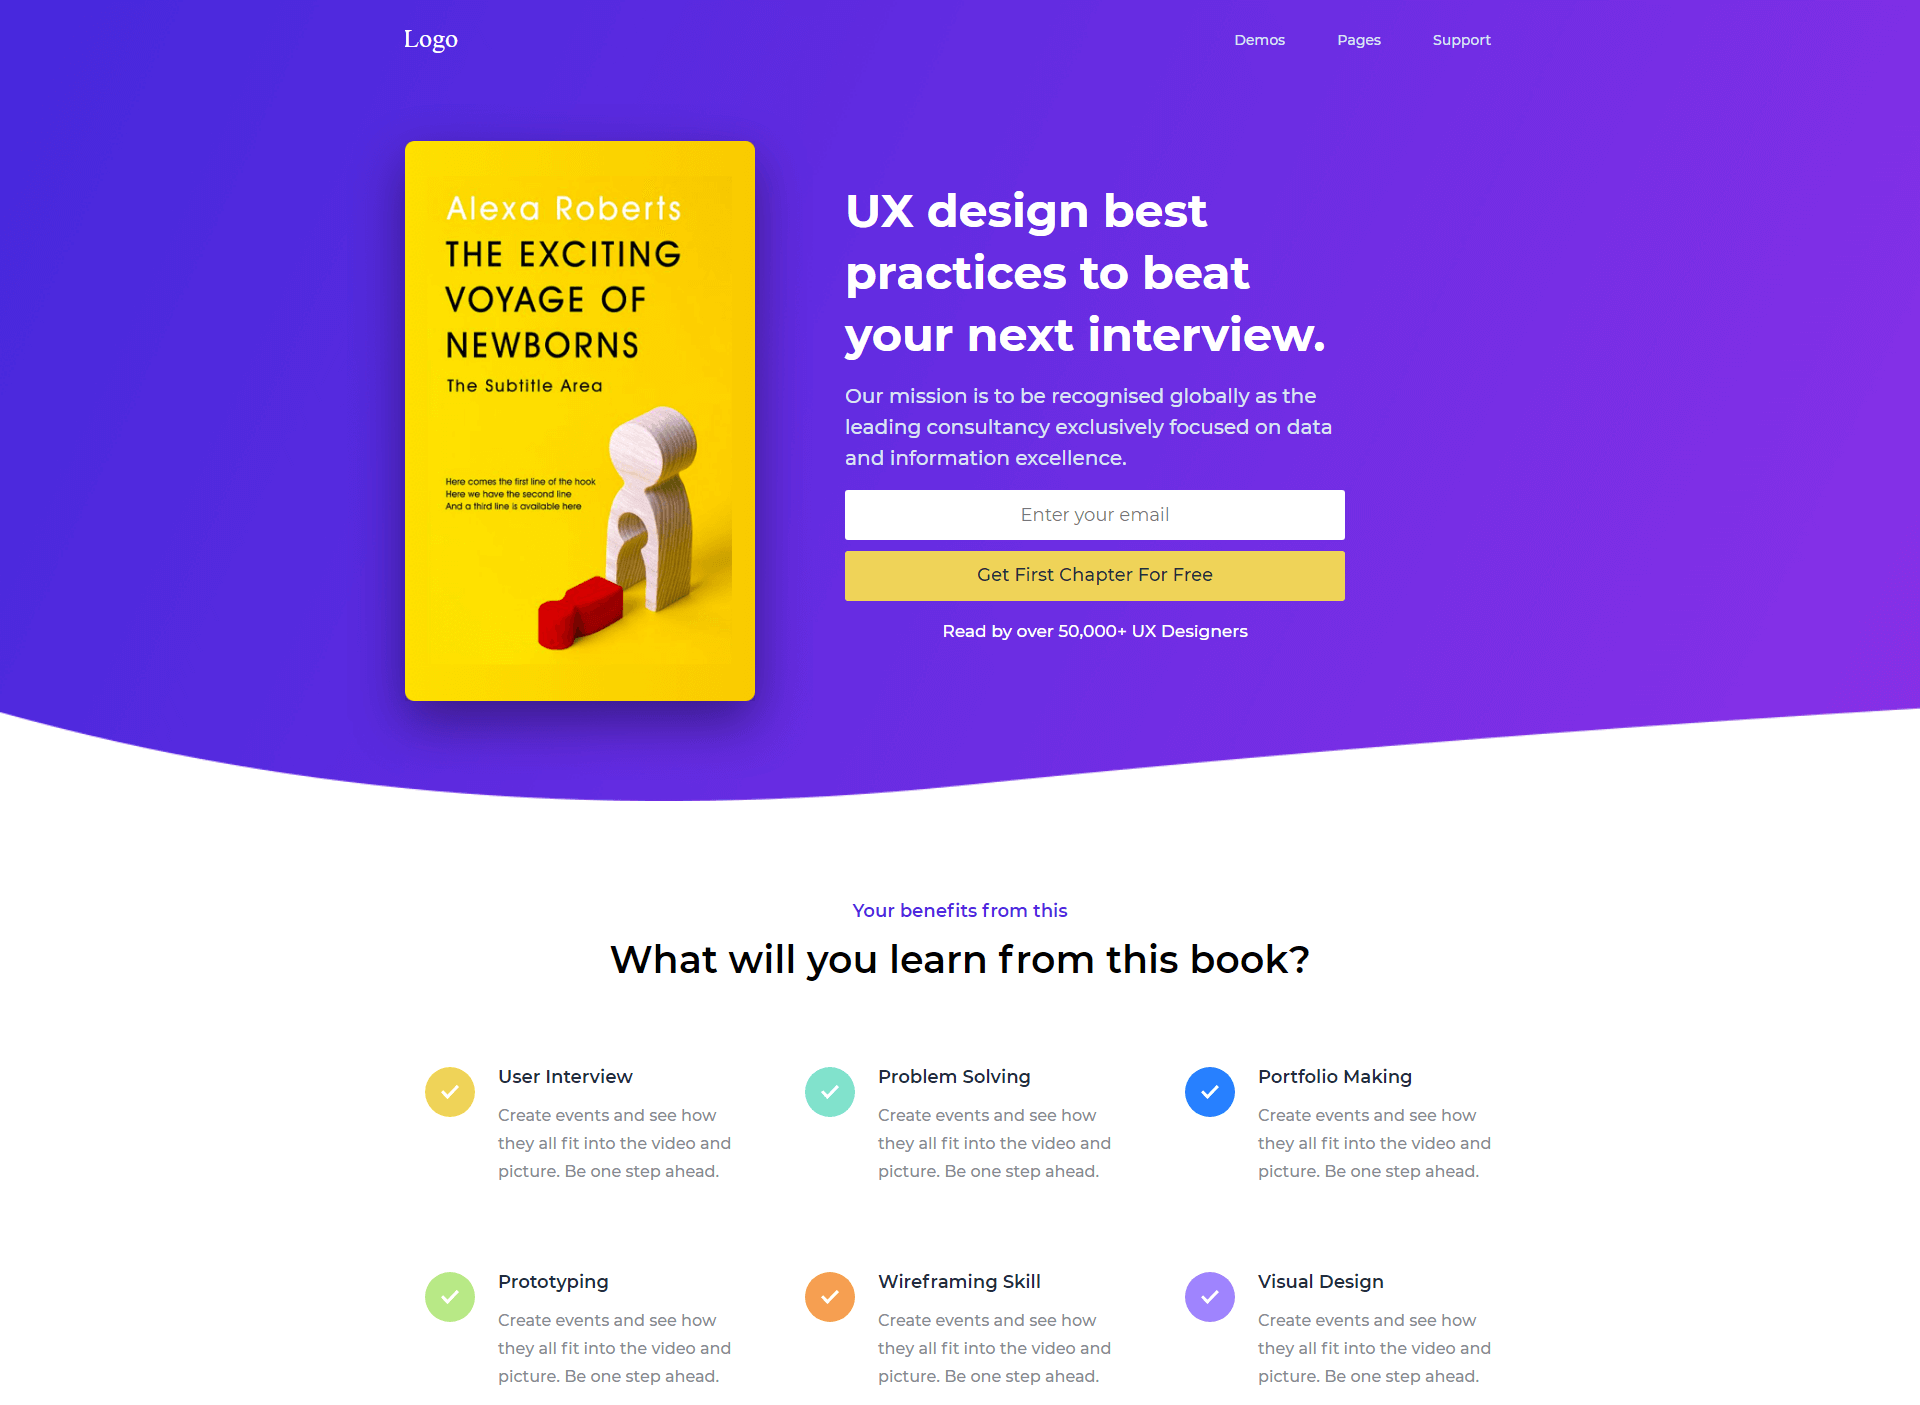 Logo
Demos
Pages
Support
Alexa Roberts
THE EXCITING
VOYAGE OF
NEWBORNS
The Subtitle Area
Here comes the first line of the hook
Here we have the second line
And a third line is available here
UX design best
practices to beat
your next interview.
Our mission is to be recognised globally as the
leading consultancy exclusively focused on data
and information excellence.
Enter your email
Get First Chapter For Free
Read by over 50,000+ UX Designers
Your benefits from this
What will you learn from this book?
User Interview
Create events and see how
they all fit into the video and
picture. Be one step ahead.
Problem Solving
Create events and see how
they all fit into the video and
picture. Be one step ahead.
Portfolio Making
Create events and see how
they all fit into the video and
picture. Be one step ahead.
Prototyping
Create events and see how
they all fit into the video and
picture. Be one step ahead.
Wireframing Skill
Create events and see how
they all fit into the video and
picture. Be one step ahead.
Visual Design
Create events and see how
they all fit into the video and
picture. Be one step ahead.